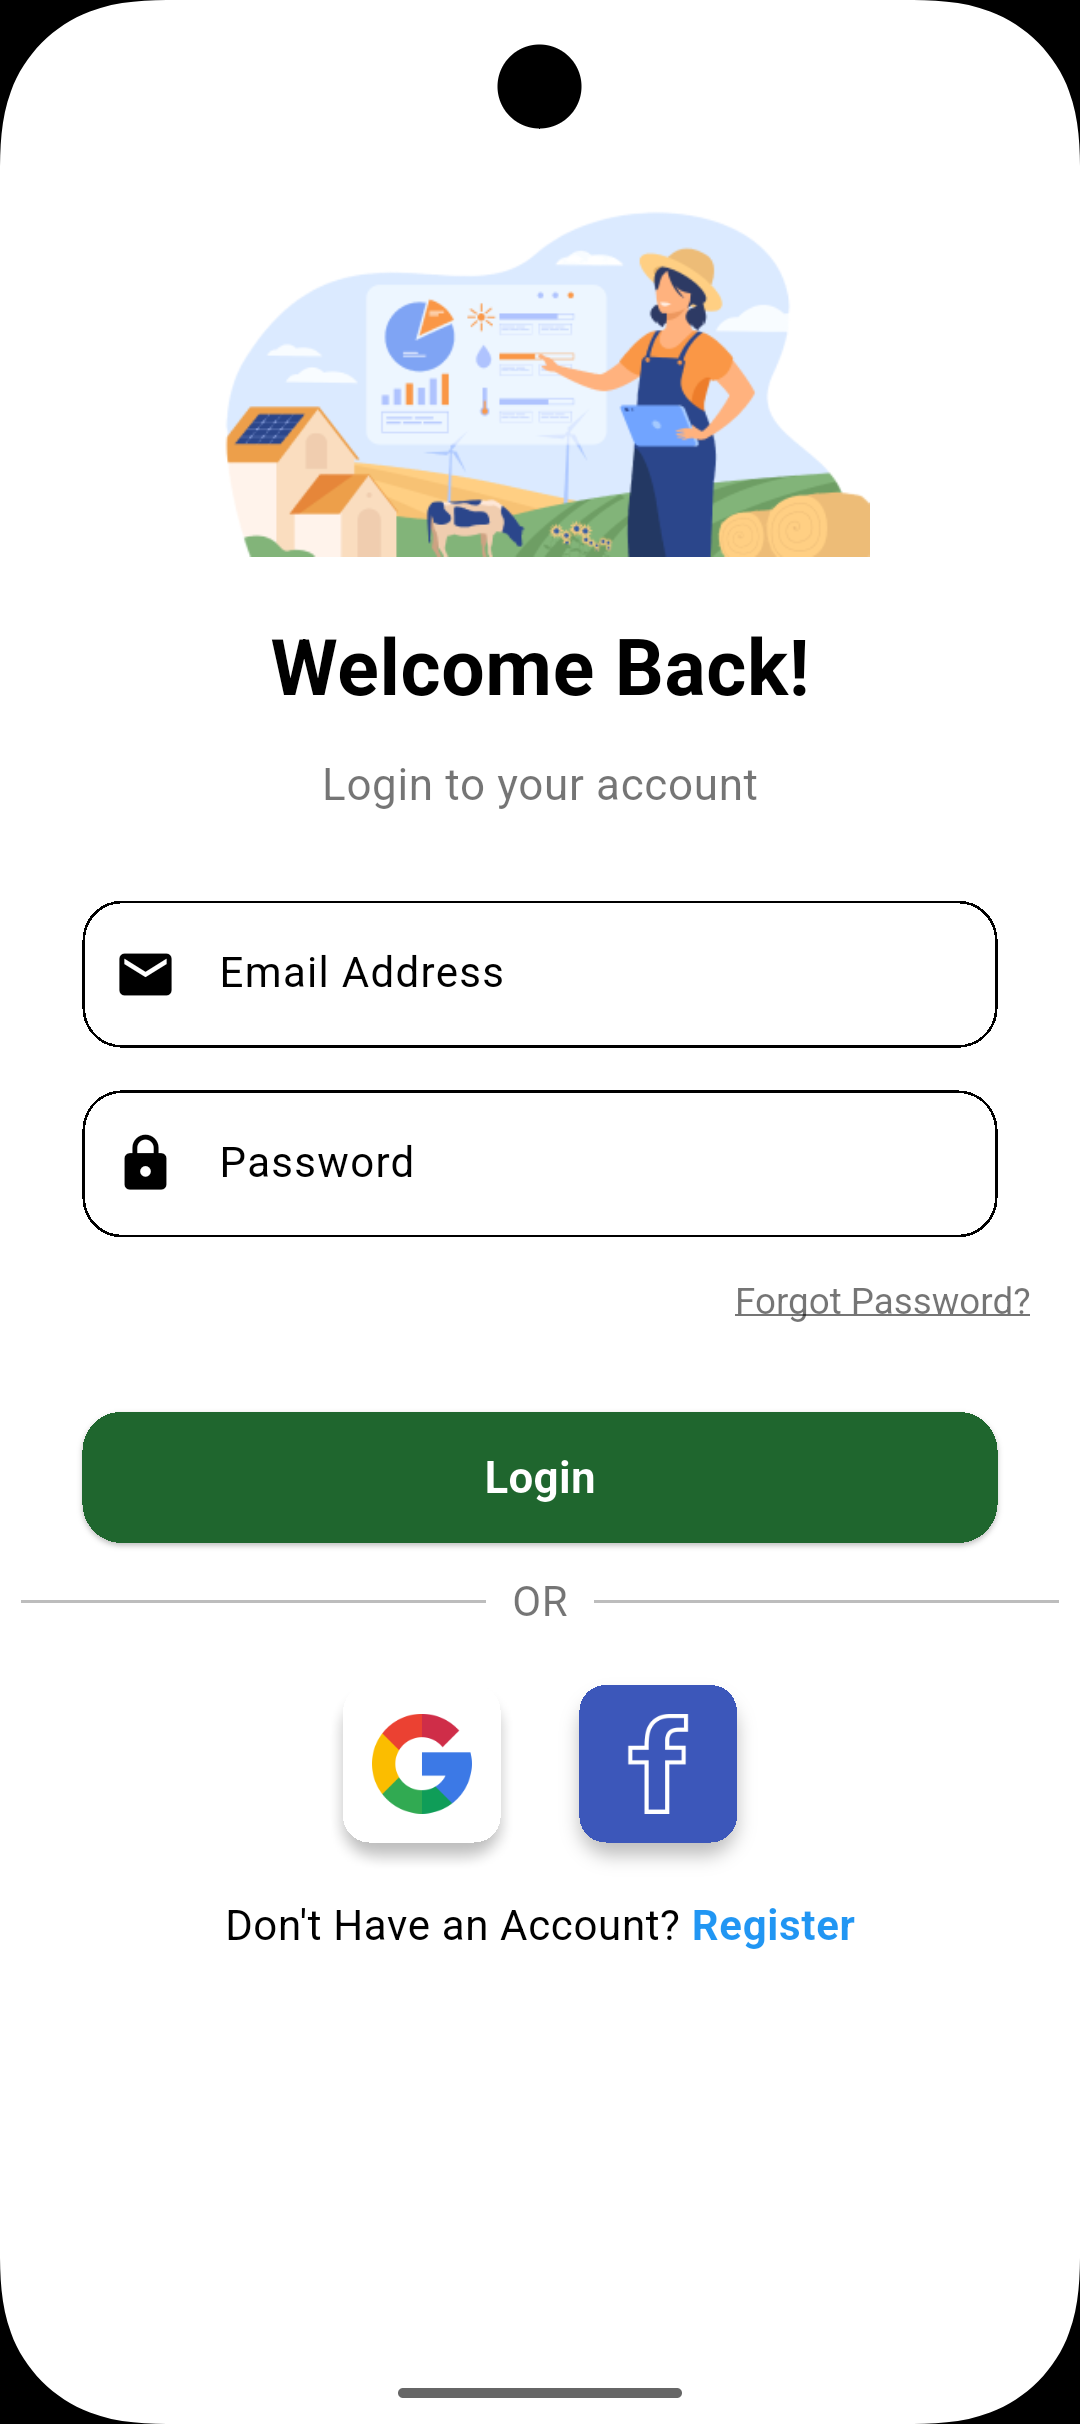 Welcome Back!
Login to your account
Email Address
Password
Forgot Password?
Login
OR
Don't Have an Account? Register